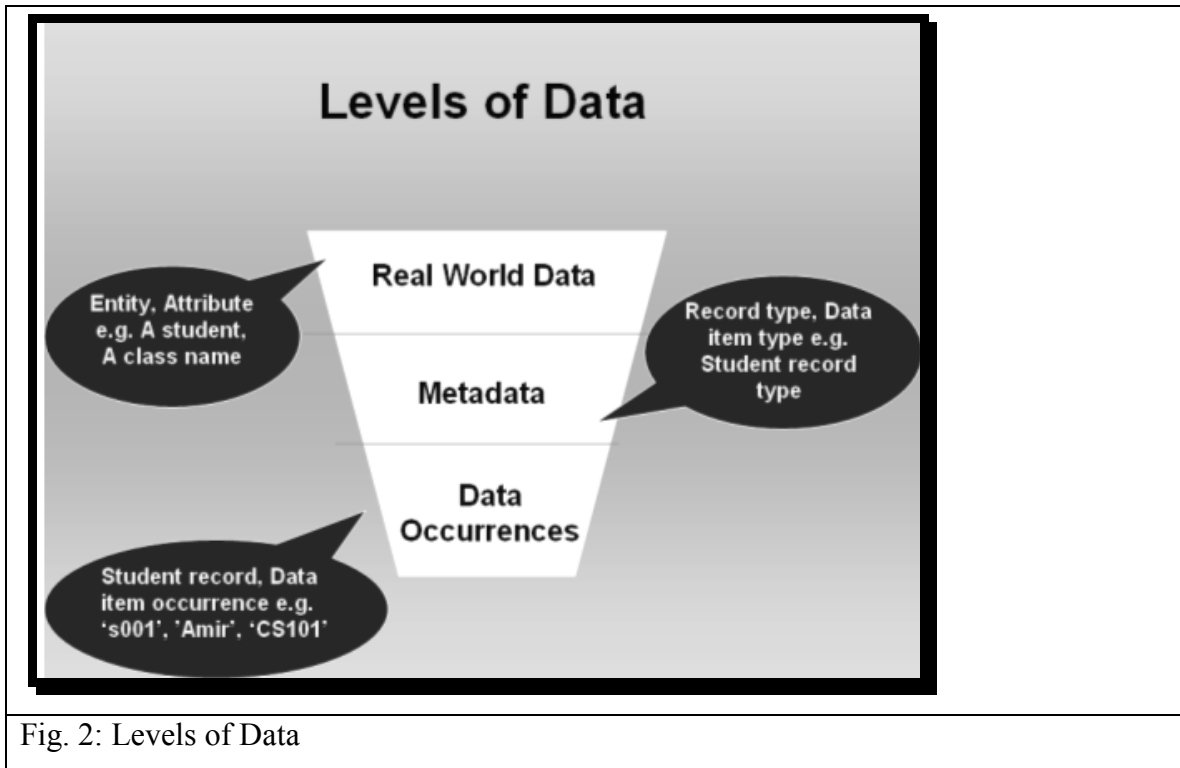 Levels of Data
Real World Data
Entity, Attribute
e.g. A student,
A class name
Record type, Data
item type e.g.
Student record
type
Metadata
Data
Occurrences
Student record, Data
item occurrence e.g.
‘s001’, ’Amir’, ‘CS101’
Fig. 2: Levels of Data